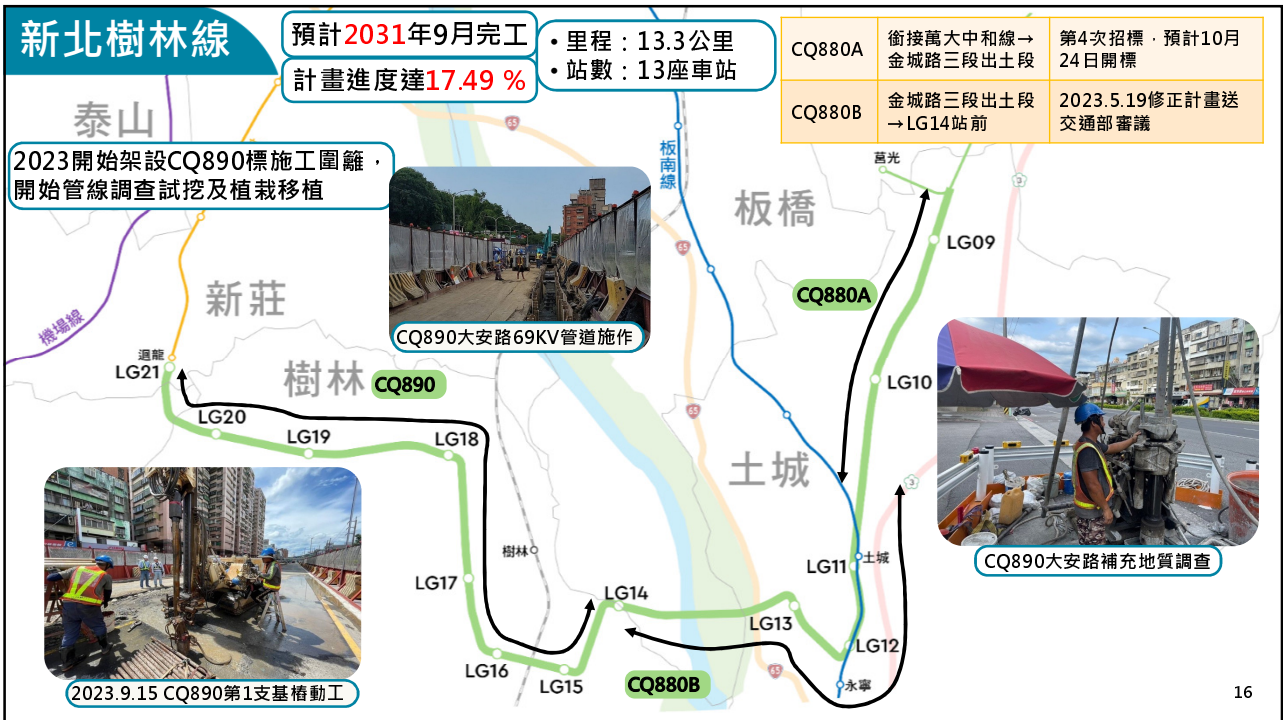 新北樹林線
預計2031年9月完工
計畫進度達17.49 %
• 里程：13.3公里
• 站數：13座車站
CQ880A
銜接萬大中和線→
金城路三段出土段
第4次招標，預計10月
24日開標
CQ880B
金城路三段出土段
→LG14站前
2023.5.19修正計畫送
交通部審議
2023開始架設CQ890標施工圍籬，
開始管線調查試挖及植栽移植
泰山
新莊
樹林
板橋
土城
機場線
板南線
65
65
65
65
3
3
莒光
LG09
CQ880A
LG10
LG11
土城
LG12
永寧
LG13
LG14
CQ880B
LG15
LG16
LG17
樹林
LG18
LG19
LG20
迴龍
LG21
CQ890
CQ890大安路69KV管道施作
CQ890大安路補充地質調查
2023.9.15 CQ890第1支基樁動工
16